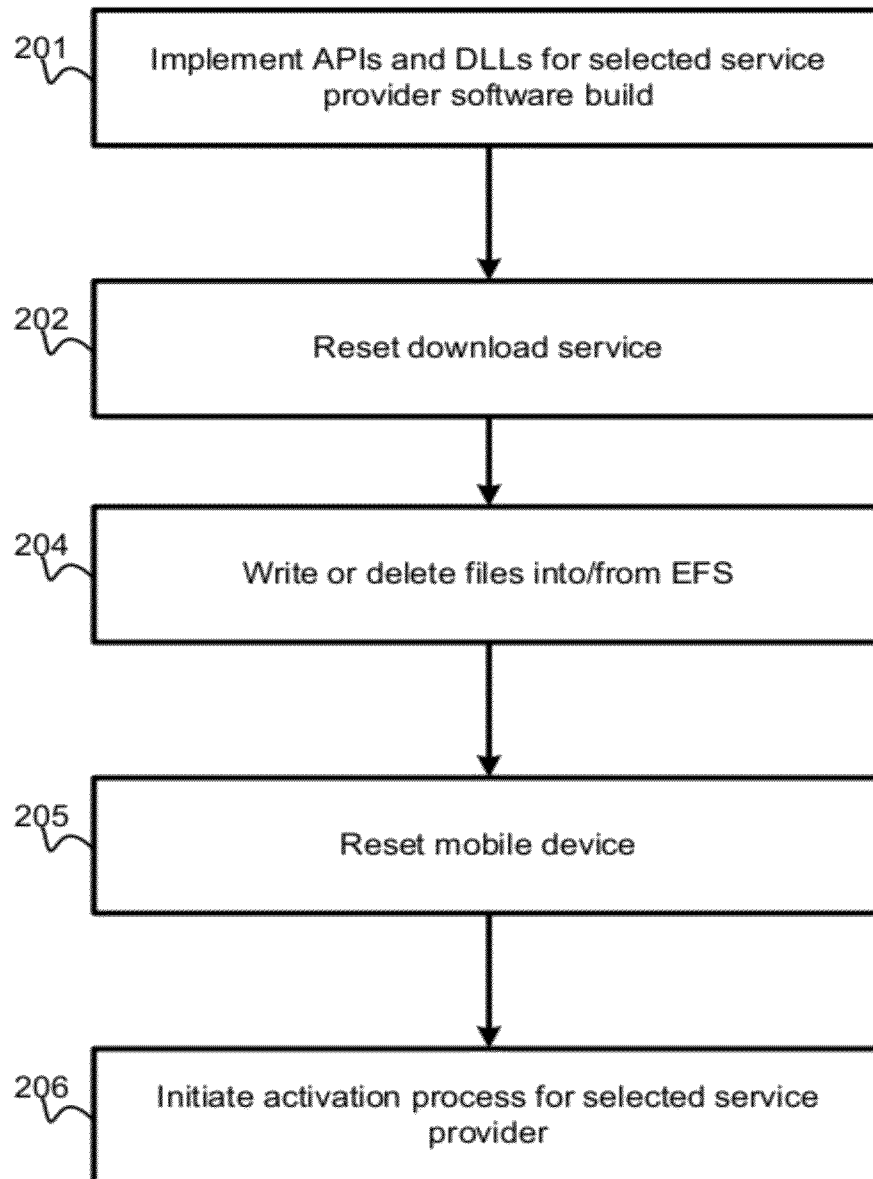 201
Implement APIs and DLLs for selected service
provider software build
202
Reset download service
204
Write or delete files into/from EFS
205
Reset mobile device
206
Initiate activation process for selected service
provider